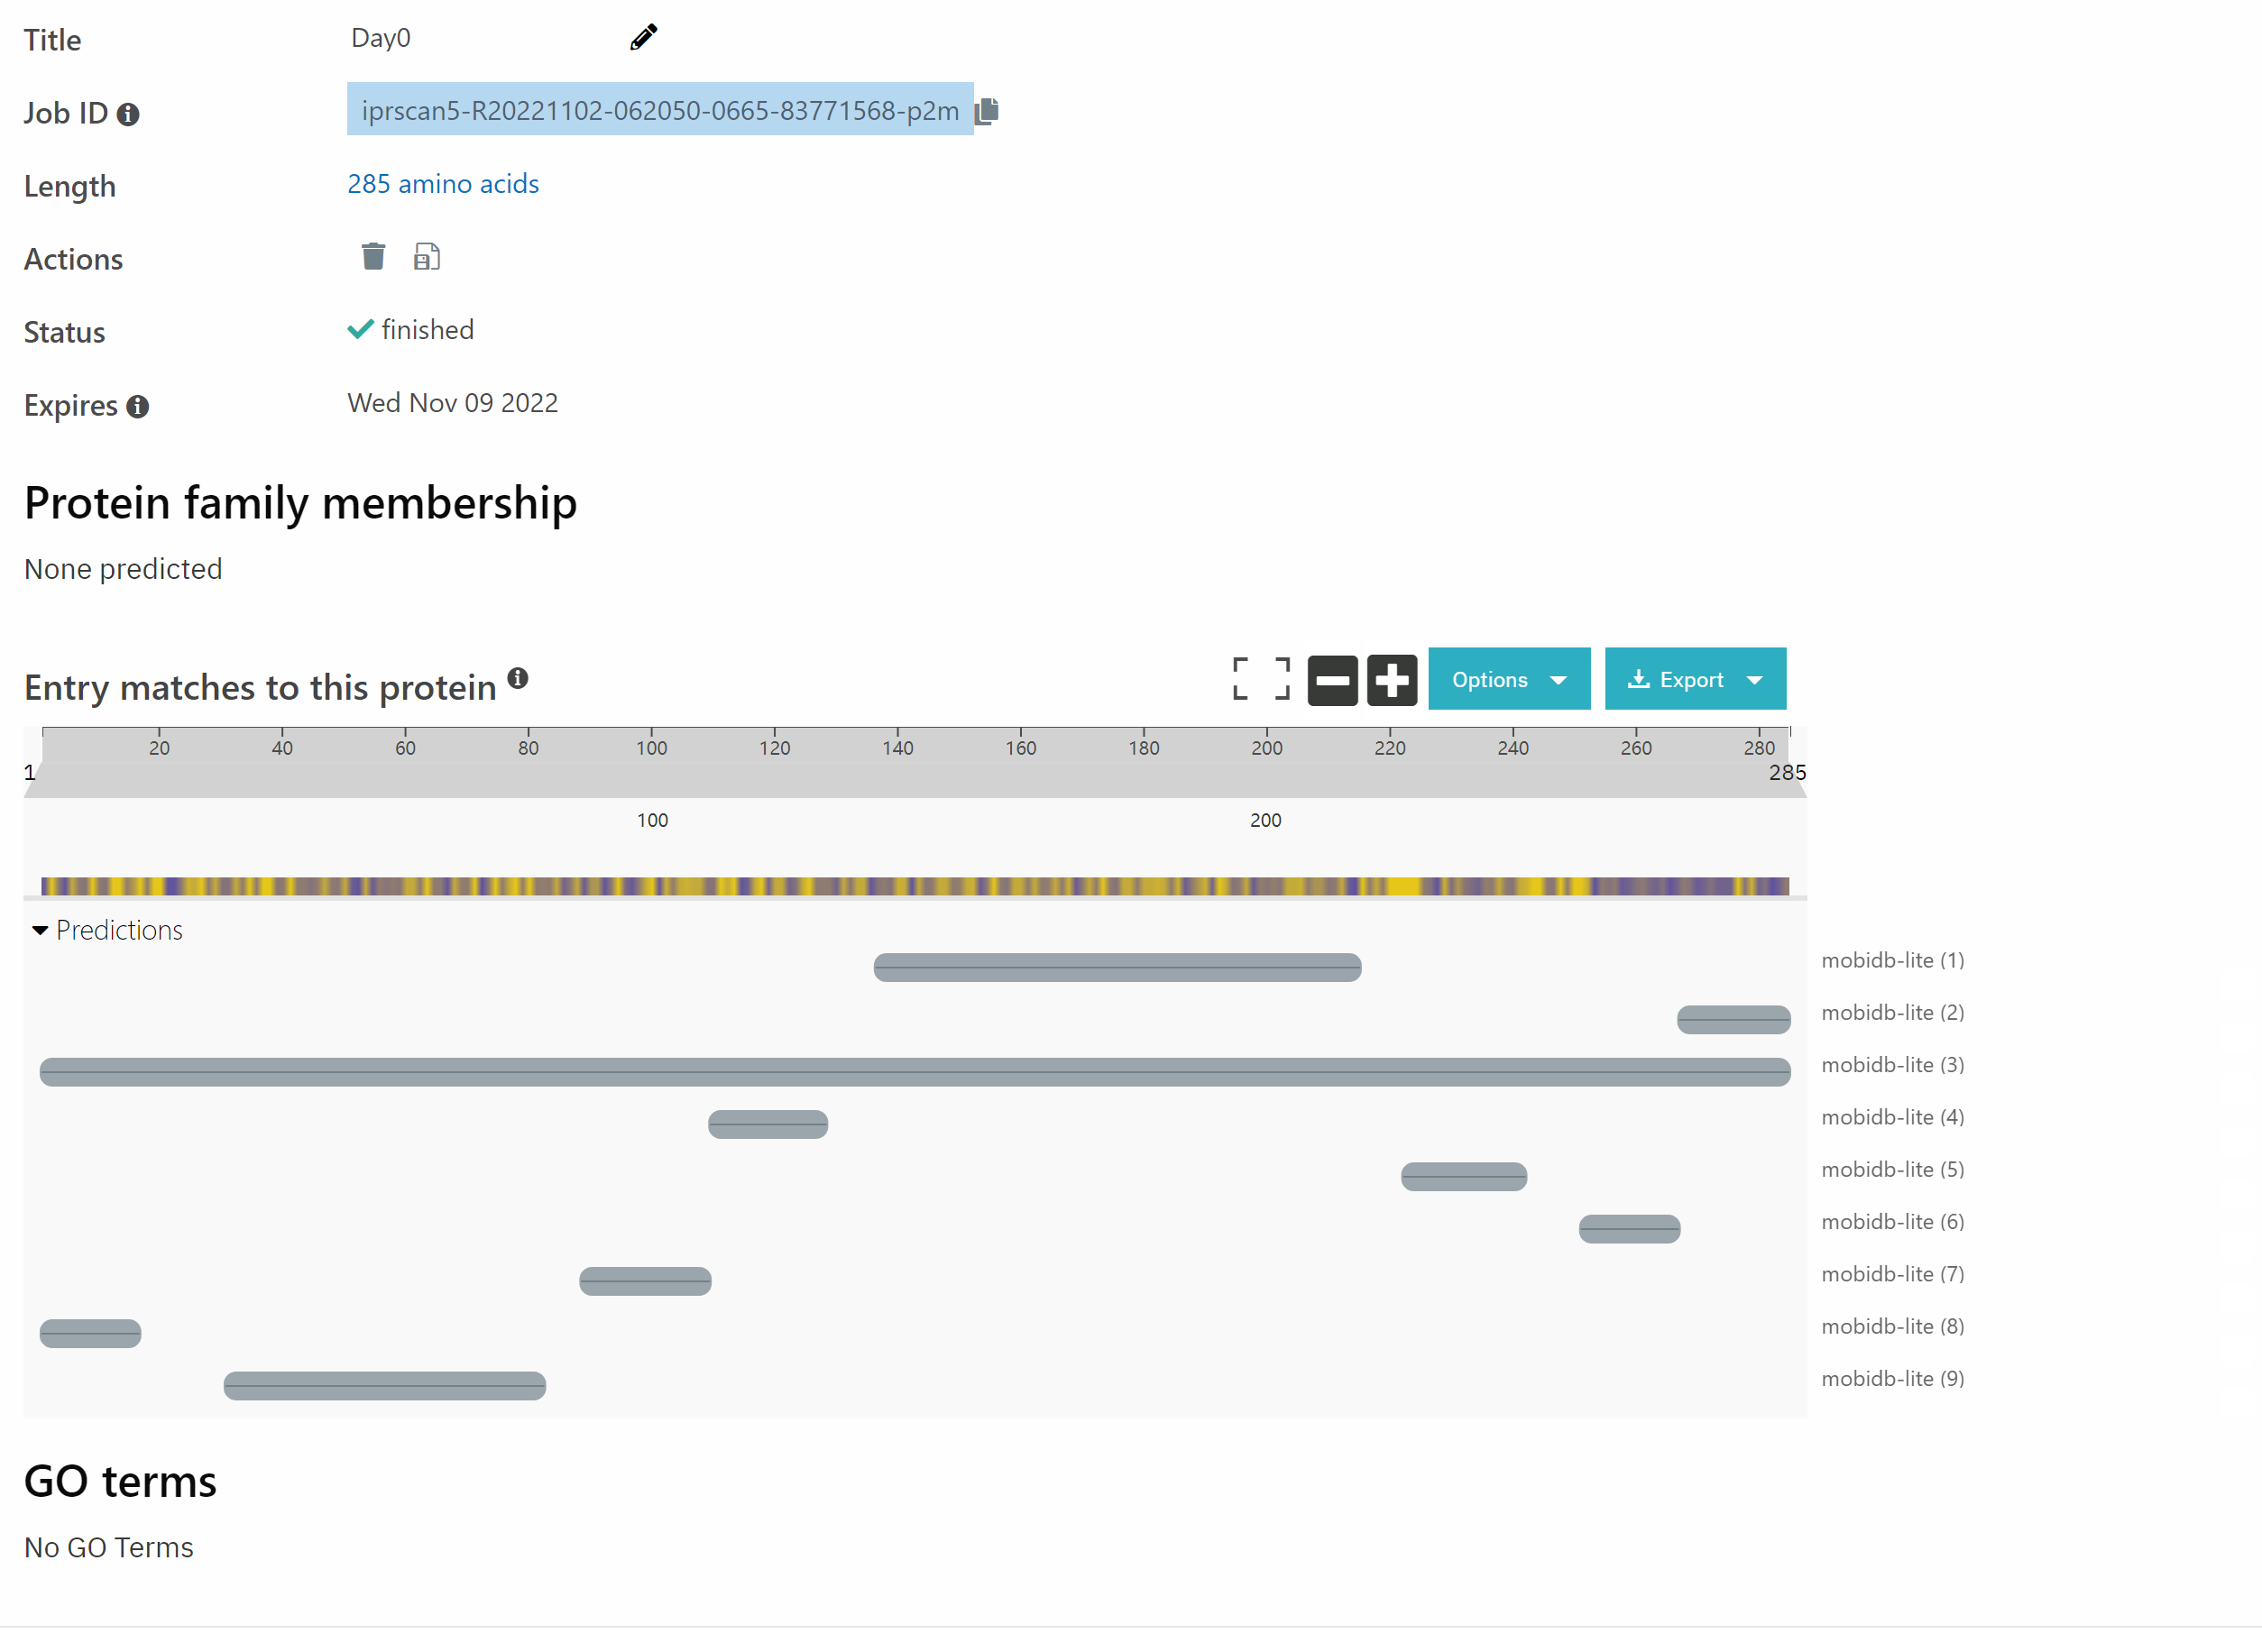 Title Day0
Job ID iprscan5-R20221102-062050-0665-83771568-p2m
Length 285 amino acids
Actions
Status finished
Expires Wed Nov 09 2022
Protein family membership
None predicted
Entry matches to this protein Options Export
20 40 60 80 100 120 140 160 180 200 220 240 260 280
1 285
100 200
Predictions
mobidb-lite (1)
mobidb-lite (2)
mobidb-lite (3)
mobidb-lite (4)
mobidb-lite (5)
mobidb-lite (6)
mobidb-lite (7)
mobidb-lite (8)
mobidb-lite (9)
GO terms
No GO Terms